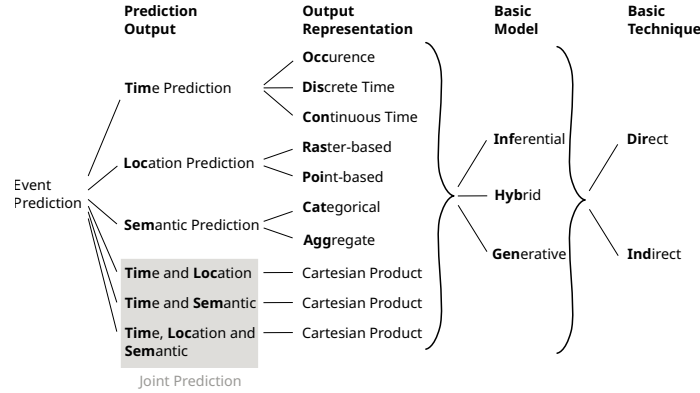 Prediction
Output
Output
Representation
Basic
Model
Basic
Technique
Event
Prediction
Time Prediction
Occurence
Discrete Time
Continuous Time
Location Prediction
Raster-based
Point-based
Semantic Prediction
Categorical
Aggregate
Time and Location
Cartesian Product
Time and Semantic
Cartesian Product
Time, Location and
Semantic
Cartesian Product
Joint Prediction
Inferential
Hybrid
Generative
Direct
Indirect